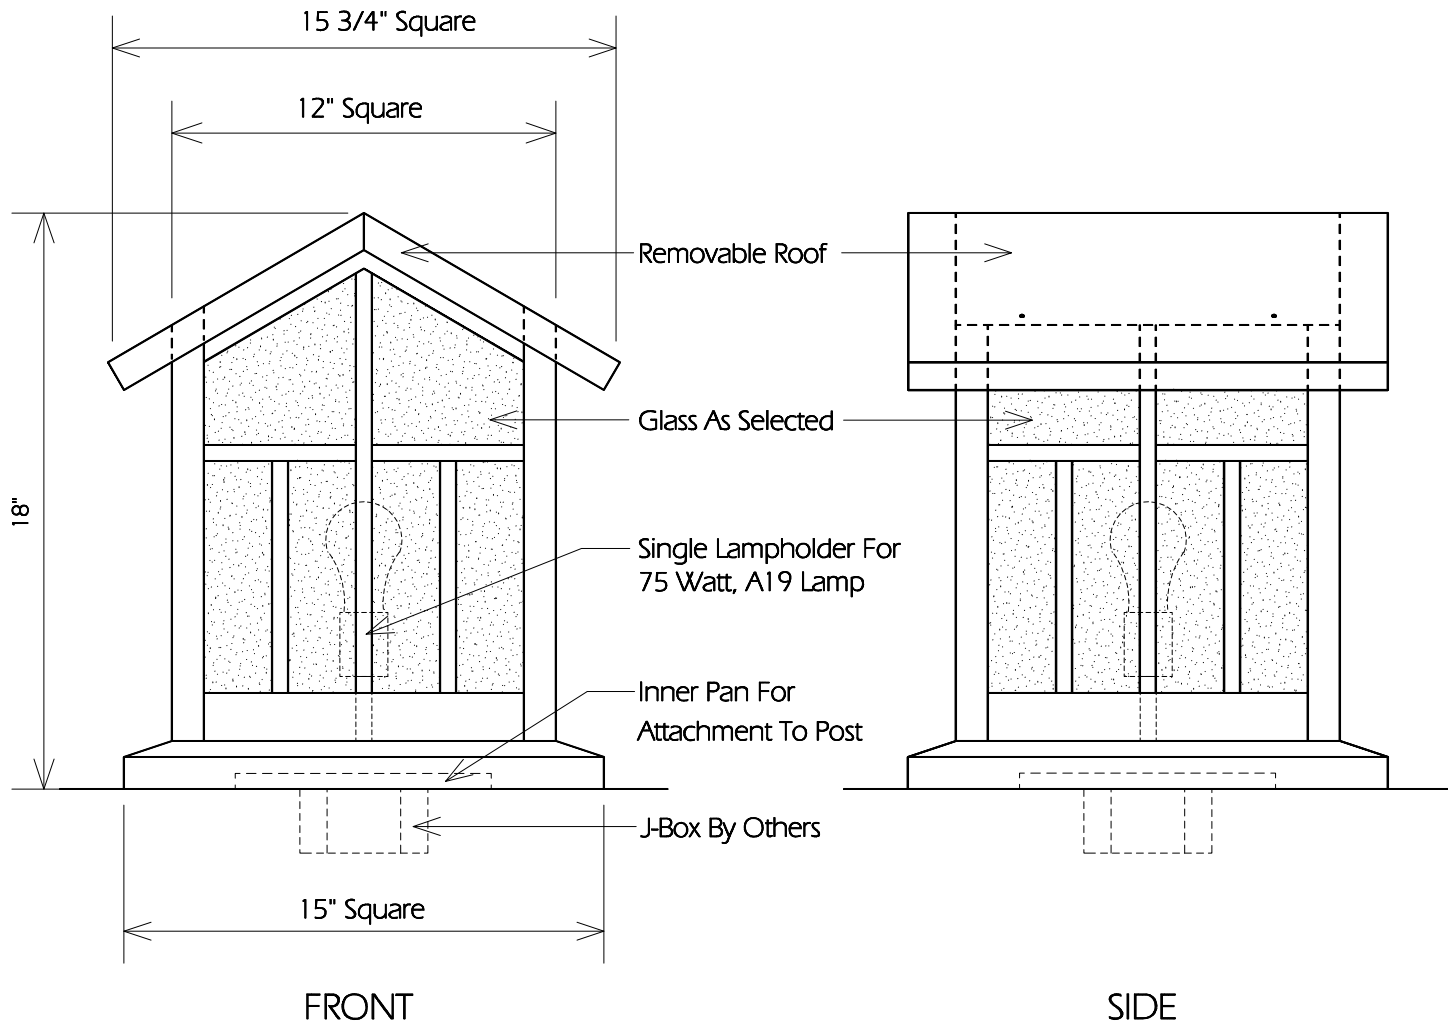 15 3/4" Square
12" Square
Removable Roof
Glass As Selected
18"
Single Lampholder For
75 Watt, A19 Lamp
Inner Pan For
Attachment To Post
J-Box By Others
15" Square
FRONT
SIDE